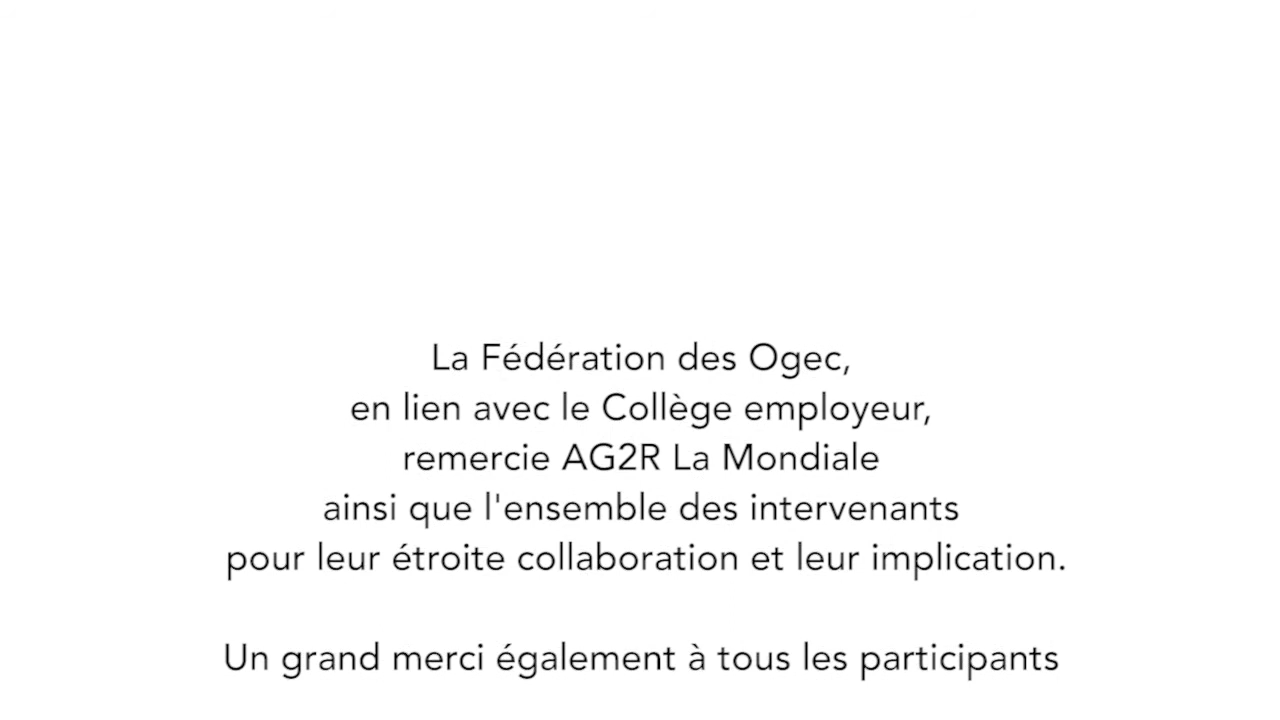 La Fédération des Ogec,
en lien avec le Collège employeur,
remercie AG2R La Mondiale
ainsi que l'ensemble des intervenants
pour leur étroite collaboration et leur implication.
Un grand merci également à tous les participants